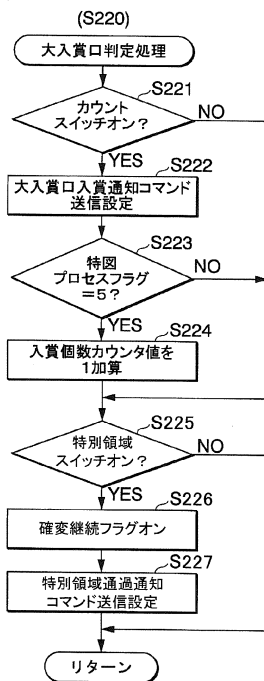 (S220)
大入賞口判定処理
S221
カウント
スイッチオン?
NO
YES
S222
大入賞口入賞通知コマンド
送信設定
S223
特図
プロセスフラグ
=5?
NO
YES
S224
入賞個数カウンタ値を
1加算
S225
特別領域
スイッチオン?
NO
YES
S226
確変継続フラグオン
S227
特別領域通過通知
コマンド送信設定
リターン